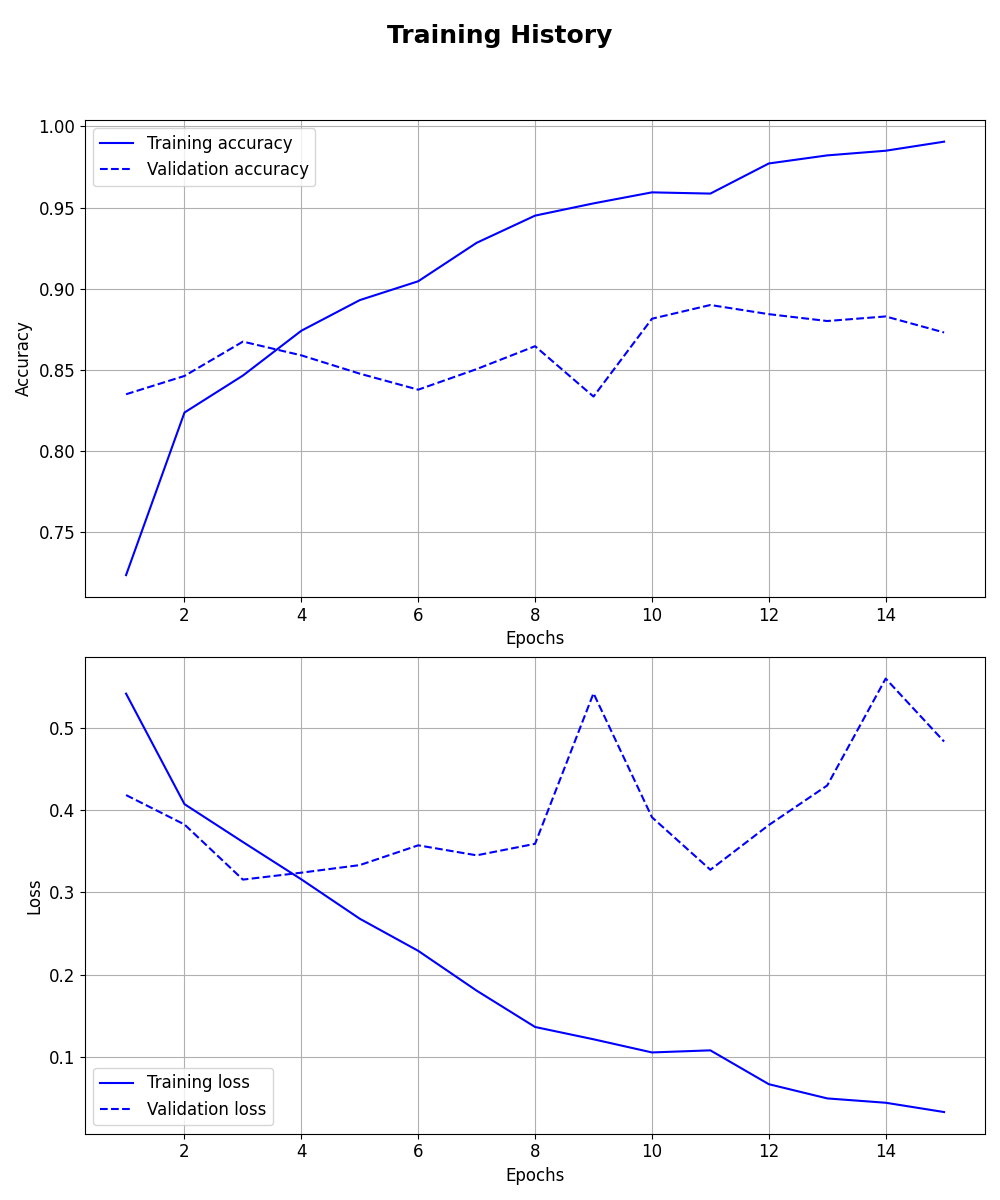 Training History
1.00
0.95
0.90
0.85
0.80
0.75
Accuracy
Training accuracy
Validation accuracy
2 4 6 8 10 12 14
Epochs
0.5
0.4
0.3
0.2
0.1
Loss
Training loss
Validation loss
2 4 6 8 10 12 14
Epochs